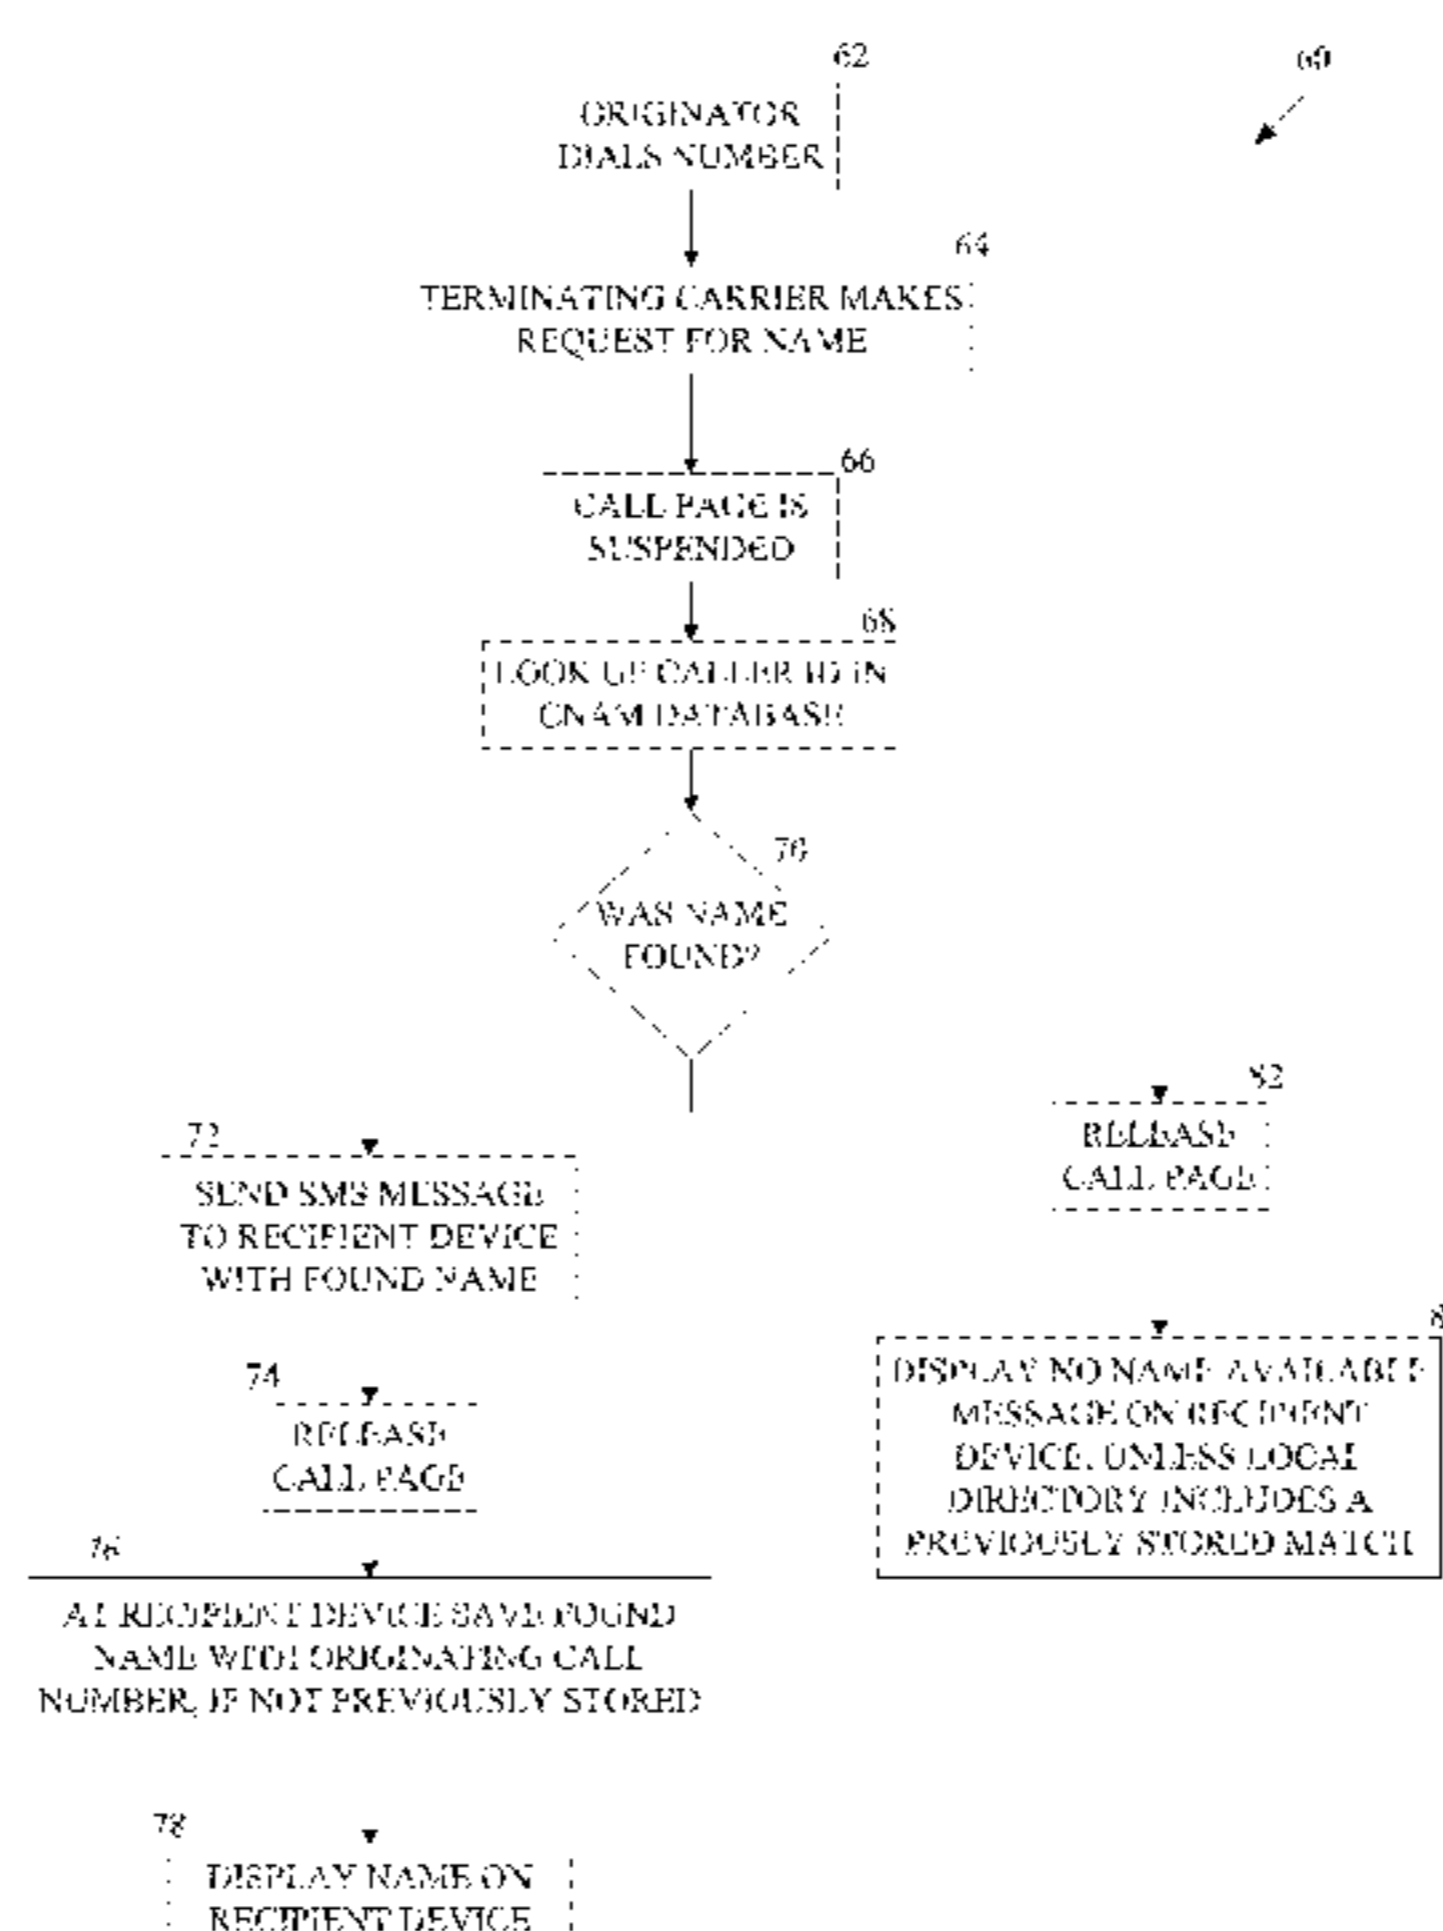 62
60
ORIGINATOR
DIALS NUMBER
64
TERMINATING CARRIER MAKES
REQUEST FOR NAME
66
CALL PAGE IS
SUSPENDED
68
LOOK UP CALLER ID IN
CNAM DATABASE
70
WAS NAME
FOUND?
82
RELEASE
CALL PAGE
72
SEND SMS MESSAGE
TO RECIPIENT DEVICE
WITH FOUND NAME
8
DISPLAY NO NAME AVAILABLE
MESSAGE ON RECIPIENT
DEVICE, UNLESS LOCAL
DIRECTORY INCLUDES A
PREVIOUSLY STORED MATCH
74
RELEASE
CALL PAGE
76
AT RECIPIENT DEVICE SAVE FOUND
NAME WITH ORIGINATING CALL
NUMBER, IF NOT PREVIOUSLY STORED
78
DISPLAY NAME ON
RECIPIENT DEVICE